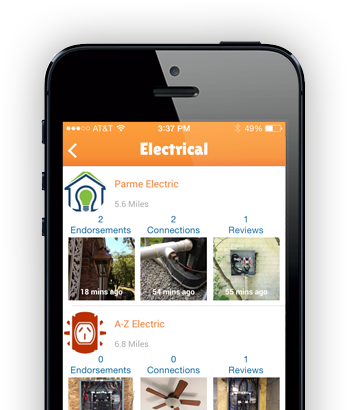 AT&T 3:37 PM 49%
Electrical
Parme Electric
5.6 Miles
2 2 1
Endorsements Connections Reviews
18 mins ago 54 mins ago 55 mins ago
A-Z Electric
6.8 Miles
0 0 1
Endorsements Connections Reviews